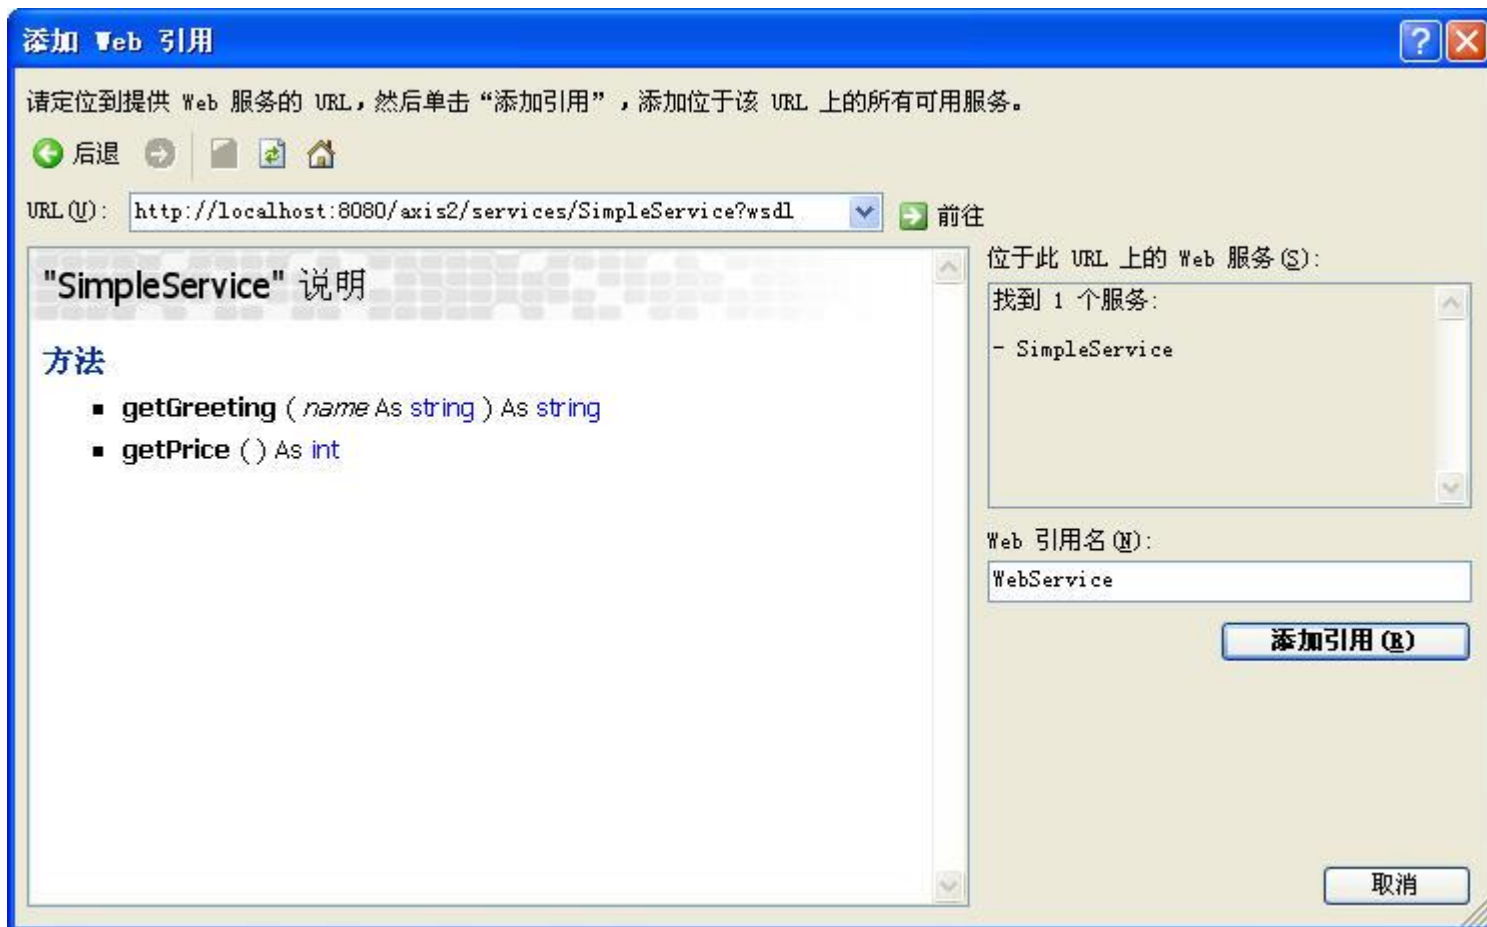 添加 Web 引用
请定位到提供 Web 服务的 URL，然后单击“添加引用”，添加位于该 URL 上的所有可用服务。
后退
URL(U): http://localhost:8080/axis2/services/SimpleService?wsdl 前往
"SimpleService" 说明
方法
getGreeting ( name As string ) As string
getPrice () As int
位于此 URL 上的 Web 服务(S):
找到 1 个服务:
- SimpleService
Web 引用名(N):
WebService
添加引用(R)
取消